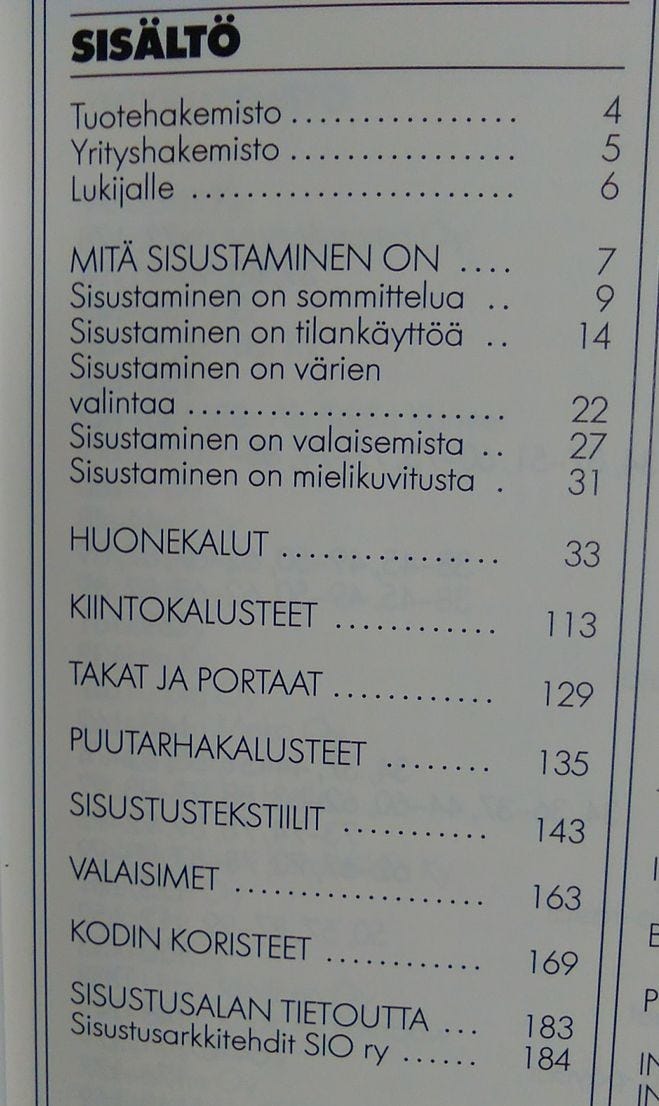 SISÄLTÖ
Tuotehakemisto ................. 4
Yrityshakemisto ................. 5
Lukijalle ........................ 6
MITÄ SISUSTAMINEN ON .... 7
Sisustaminen on sommittelua .. 9
Sisustaminen on tilankäyttöä .. 14
Sisustaminen on värien
valintaa ........................ 22
Sisustaminen on valaisemista .. 27
Sisustaminen on mielikuvitusta . 31
HUONEKALUT ................ 33
KIINTOKALUSTEET ............ 113
TAKAT JA PORTAAT ............ 129
PUUTARHAKALUSTEET ........ 135
SISUSTUSTEKSTIILIT ........... 143
VALAISIMET ................... 163
KODIN KORISTEET ............ 169
SISUSTUSALAN TIETOUTTA ... 183
Sisustusarkkitehdit SIO ry ...... 184